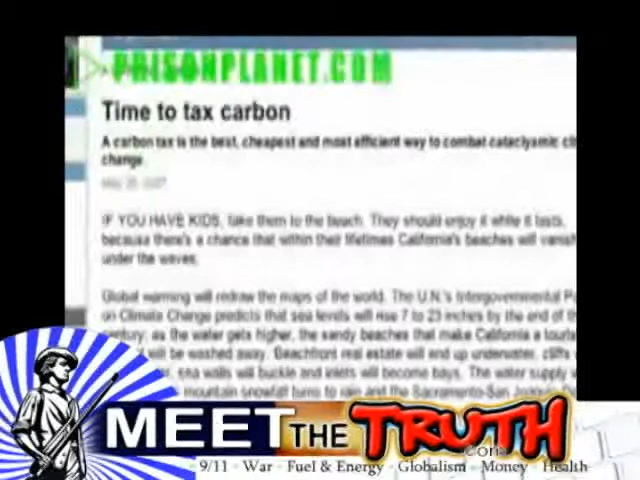 PRISONPLANET.COM
Time to tax carbon
A carbon tax is the best, cheapest and most efficient way to combat cataclysmic cli
change.
IF YOU HAVE KIDS, take them to the beach. They should enjoy it while it lasts,
because there's a chance that within their lifetimes California's beaches will vanish
under the waves.
Global warming will redraw the maps of the world. The U.N.'s Intergovernmental Pa
on Climate Change predicts that sea levels will rise 7 to 23 inches by the end of th
century; as the water gets higher, the sandy beaches that make California a tourist
will be washed away. Beachfront real estate will end up underwater, cliffs
sea walls will buckle and inlets will become bays. The water supply
mountain snowfall turns to rain and the Sacramento-San Joaquin
MEET THE TRUTH
.com
- 9/11 - War - Fuel & Energy - Globalism - Money - Health